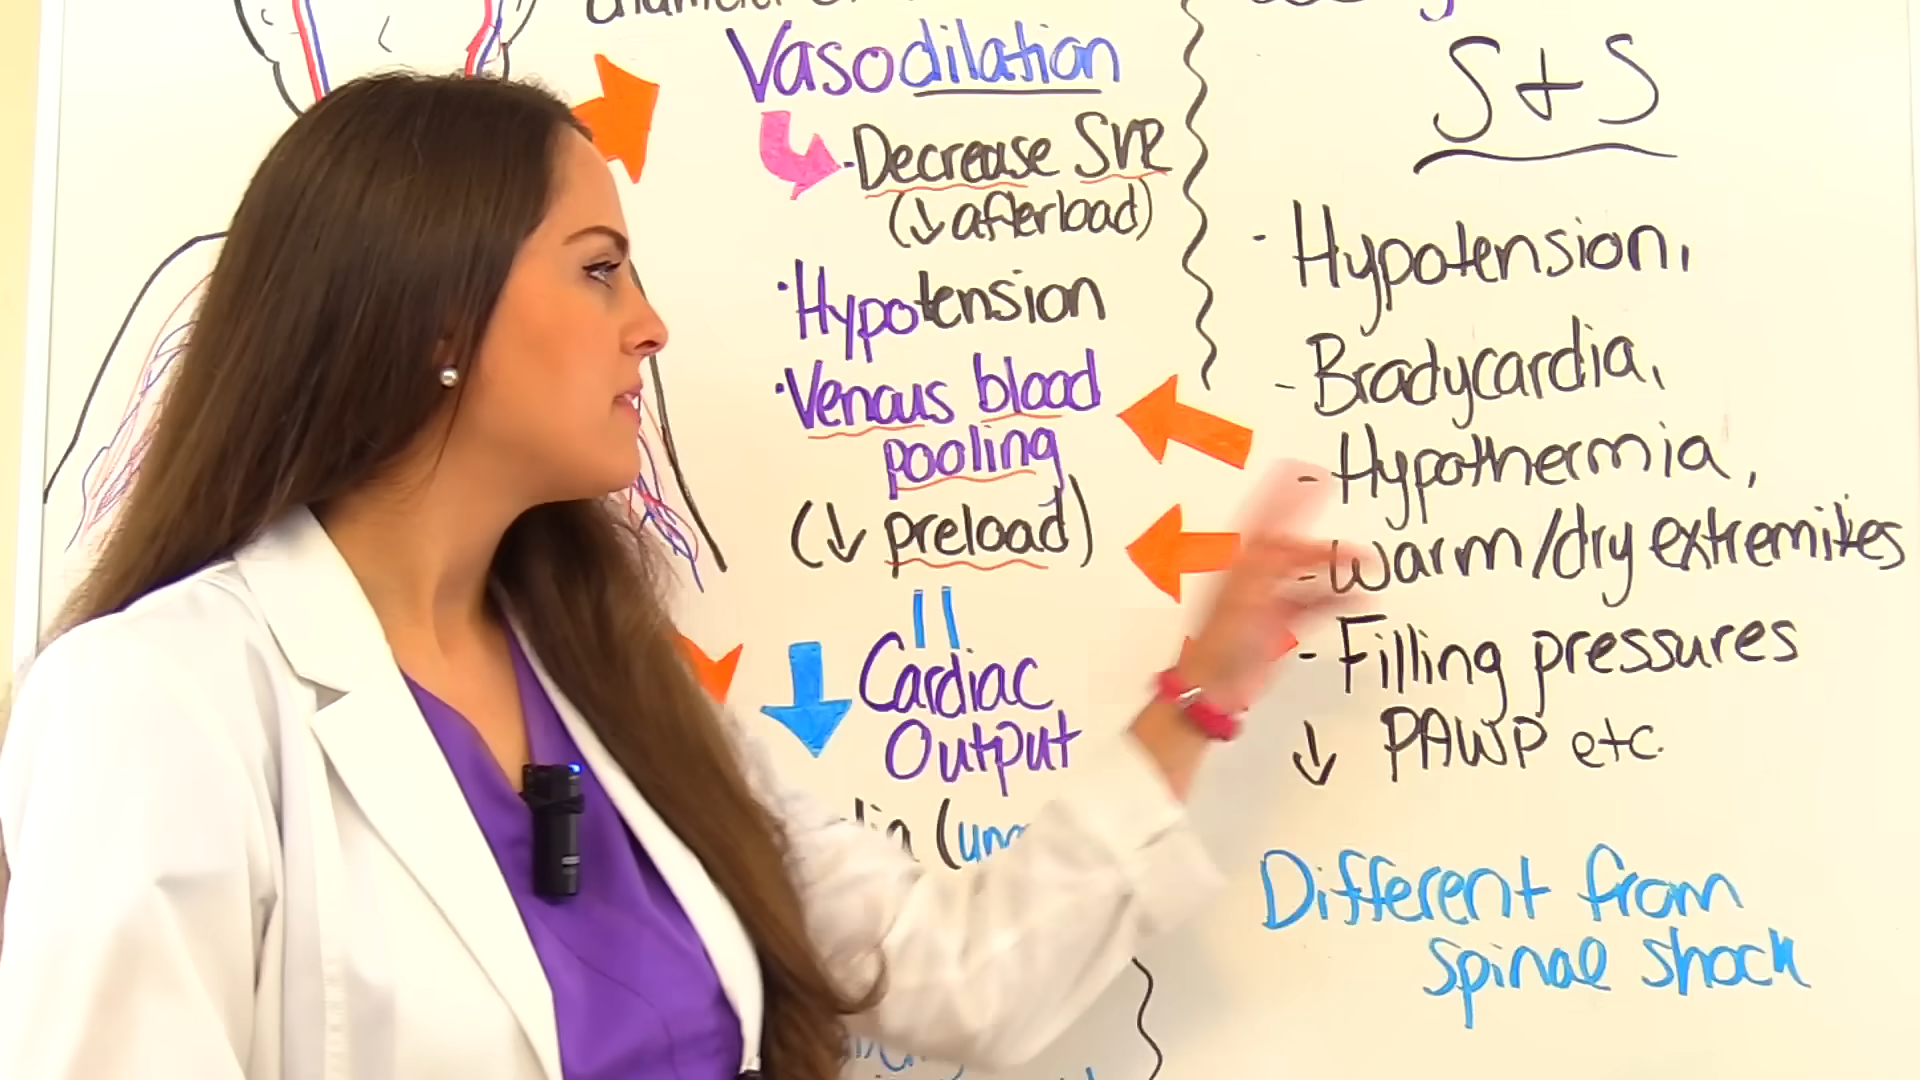 Vasodilation
·Decrease SVR
(↓afterload)
·Hypotension
·Venous blood
pooling
(↓ preload)
Cardiac
Output
S+S
- Hypotension,
- Bradycardia,
- Hypothermia,
- warm/dry extremities
- Filling pressures
↓ PAWP etc.
Different from
spinal shock